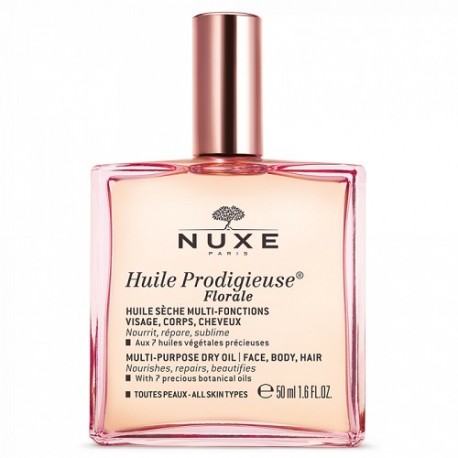 NUXE
PARIS
Huile Prodigieuse®
Florale
HUILE SÈCHE MULTI-FONCTIONS
VISAGE, CORPS, CHEVEUX
Nourrit, répare, sublime
■ Aux 7 huiles végétales précieuses
MULTI-PURPOSE DRY OIL | FACE, BODY, HAIR
Nourishes, repairs, beautifies
■ With 7 precious botanical oils
■ TOUTES PEAUX - ALL SKIN TYPES
℮ 50 ml 1.6 FL.OZ.